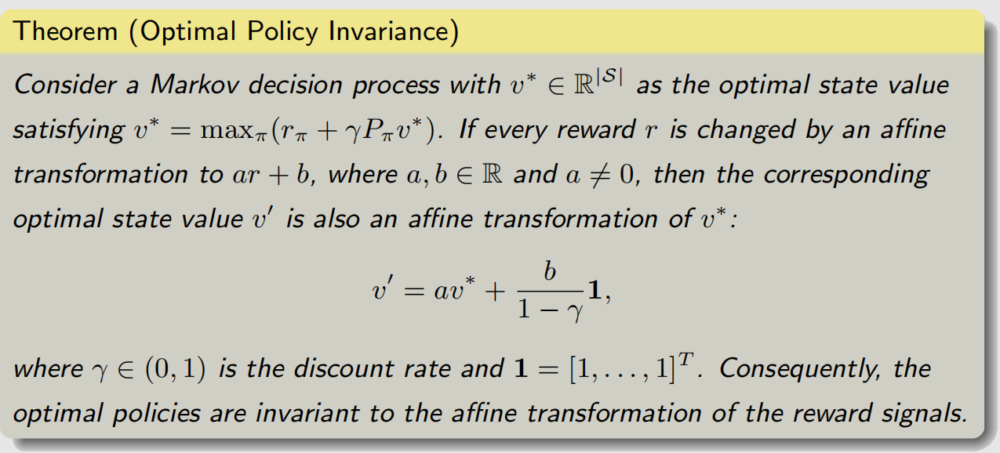 Theorem (Optimal Policy Invariance)
Consider a Markov decision process with $v^* \in \mathbb{R}^{|\mathcal{S}|}$ as the optimal state value
satisfying $v^* = \max_\pi (r_\pi + \gamma P_\pi v^*)$. If every reward $r$ is changed by an affine
transformation to $ar + b$, where $a, b \in \mathbb{R}$ and $a \neq 0$, then the corresponding
optimal state value $v'$ is also an affine transformation of $v^*$:
$v' = av^* + \frac{b}{1 - \gamma}\mathbf{1},$
where $\gamma \in (0, 1)$ is the discount rate and $\mathbf{1} = [1, \ldots, 1]^T$. Consequently, the
optimal policies are invariant to the affine transformation of the reward signals.